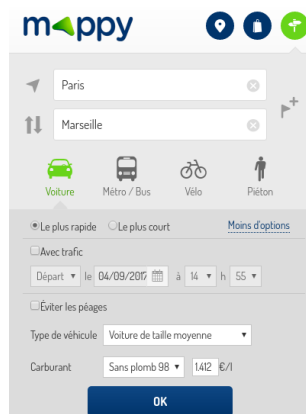 mappy
Paris
Marseille
Voiture Métro / Bus Vélo Piéton
Le plus rapide Le plus court Moins d'options
Avec trafic
Départ le 04/09/2017 à 14 h 55
Éviter les péages
Type de véhicule Voiture de taille moyenne
Carburant Sans plomb 98 1.412 €/l
OK